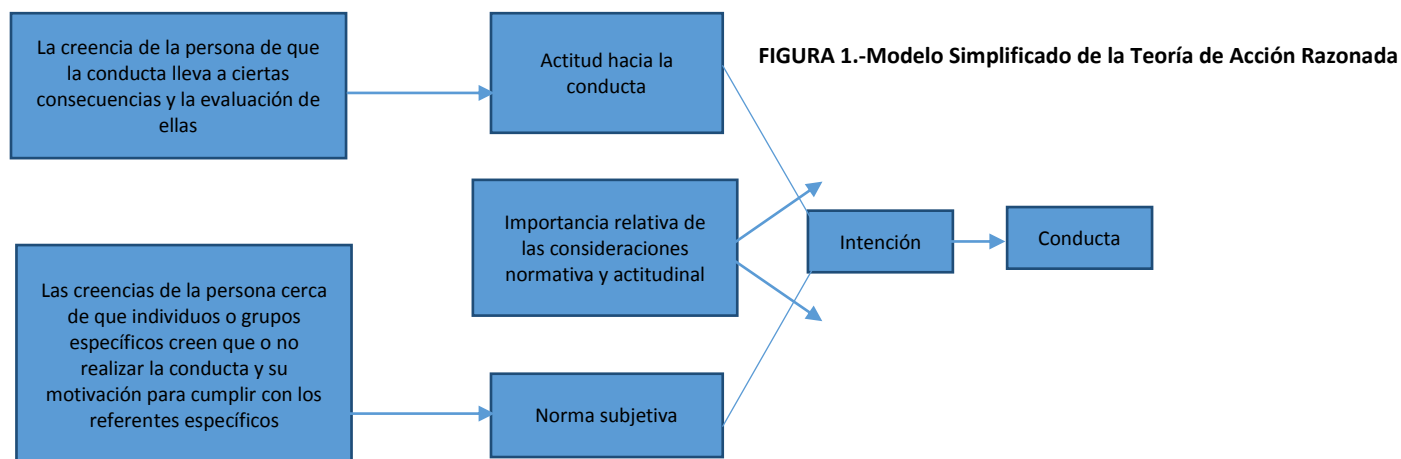 La creencia de la persona de que
la conducta lleva a ciertas
consecuencias y la evaluación de
ellas
Actitud hacia la
conducta
FIGURA 1.-Modelo Simplificado de la Teoría de Acción Razonada
Importancia relativa de
las consideraciones
normativa y actitudinal
Intención
Conducta
Las creencias de la persona cerca
de que individuos o grupos
específicos creen que o no
realizar la conducta y su
motivación para cumplir con los
referentes específicos
Norma subjetiva